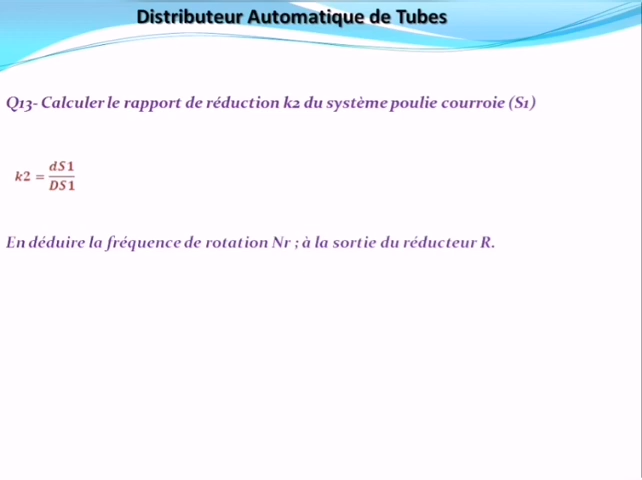 Distributeur Automatique de Tubes
Q13- Calculer le rapport de réduction k2 du système poulie courroie (S1)
k2 = dS1/DS1
En déduire la fréquence de rotation Nr ; à la sortie du réducteur R.